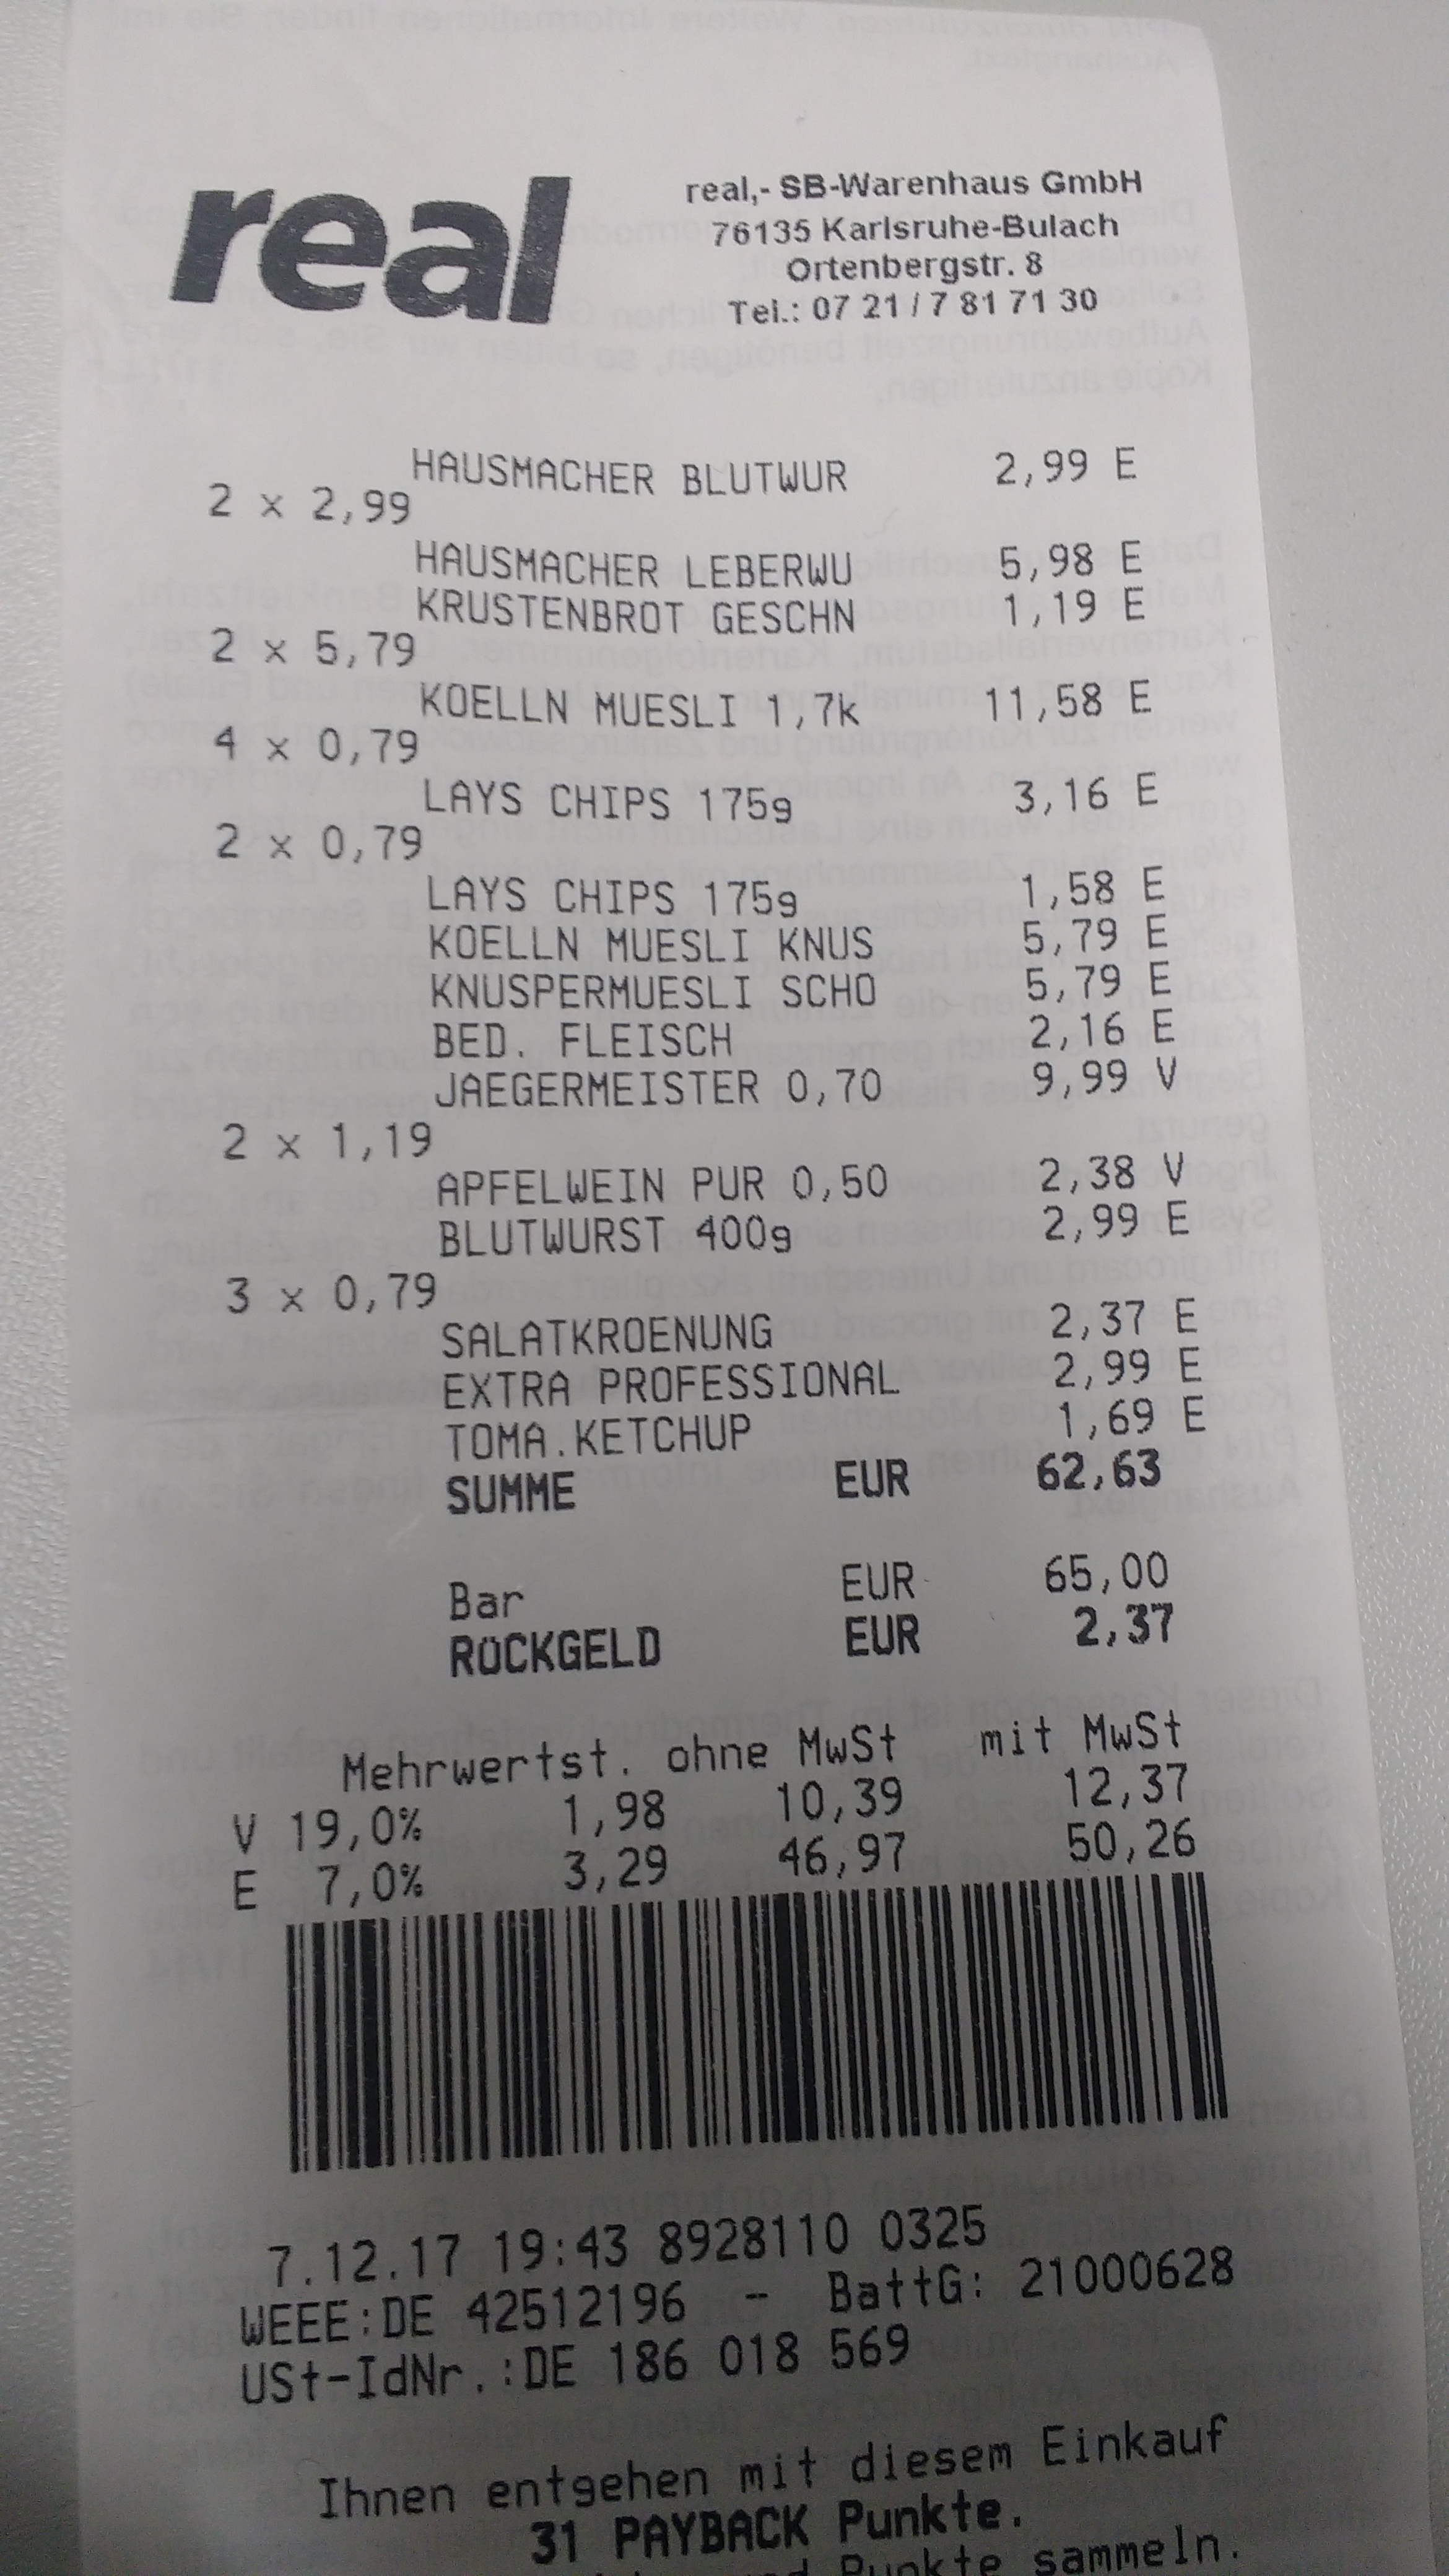 real
real,- SB-Warenhaus GmbH
76135 Karlsruhe-Bulach
Ortenbergstr. 8
Tel.: 07 21 / 7 81 71 30
HAUSMACHER BLUTWUR 2,99 E
2 x 2,99
HAUSMACHER LEBERWU 5,98 E
KRUSTENBROT GESCHN 1,19 E
2 x 5,79
KOELLN MUESLI 1,7k 11,58 E
4 x 0,79
LAYS CHIPS 175g 3,16 E
2 x 0,79
LAYS CHIPS 175g 1,58 E
KOELLN MUESLI KNUS 5,79 E
KNUSPERMUESLI SCHO 5,79 E
BED. FLEISCH 2,16 E
JAEGERMEISTER 0,70 9,99 V
2 x 1,19
APFELWEIN PUR 0,50 2,38 V
BLUTWURST 400g 2,99 E
3 x 0,79
SALATKROENUNG 2,37 E
EXTRA PROFESSIONAL 2,99 E
TOMA.KETCHUP 1,69 E
SUMME EUR 62,63
Bar EUR 65,00
RÜCKGELD EUR 2,37
Mehrwertst. ohne MwSt mit MwSt
V 19,0% 1,98 10,39 12,37
E 7,0% 3,29 46,97 50,26
7.12.17 19:43 8928110 0325
WEEE:DE 42512196 - BattG: 21000628
USt-IdNr.:DE 186 018 569
Ihnen entgehen mit diesem Einkauf
31 PAYBACK Punkte.
Punkte sammeln.